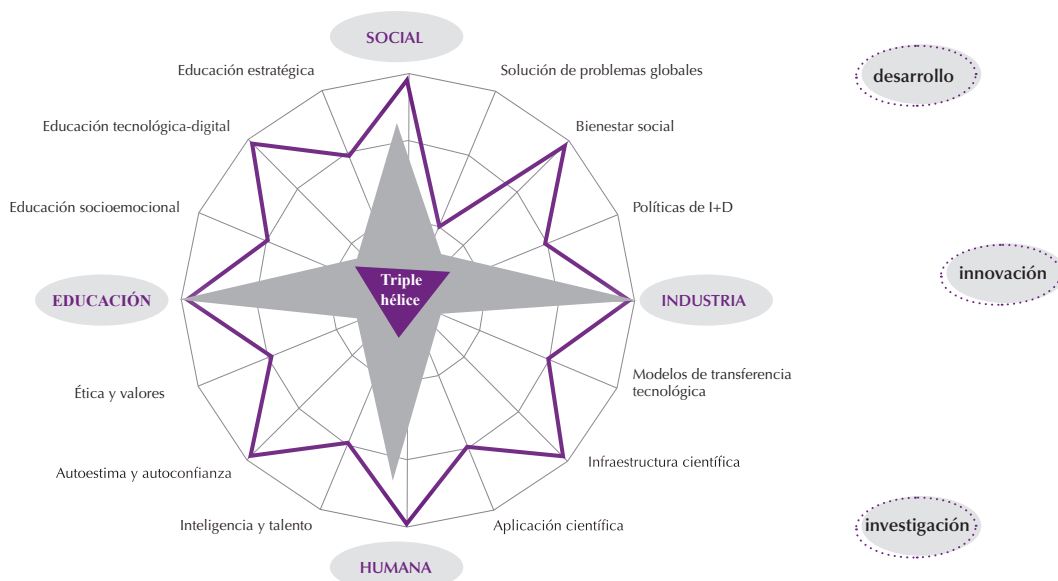 SOCIAL
Educación estratégica
Solución de problemas globales
desarrollo
Educación tecnológica-digital
Bienestar social
Educación socioemocional
Políticas de I+D
Triple
hélice
innovación
EDUCACIÓN
INDUSTRIA
Ética y valores
Modelos de transferencia
tecnológica
Autoestima y autoconfianza
Infraestructura científica
Inteligencia y talento
Aplicación científica
investigación
HUMANA